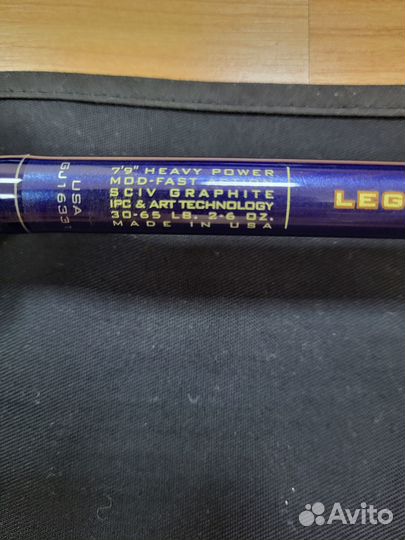 7'9" HEAVY POWER
MOD-FAST ACTION
SCIV GRAPHITE
IPC & ART TECHNOLOGY
30-65 LB. 2-6 OZ.
MADE IN USA
LEG
USA
Avito